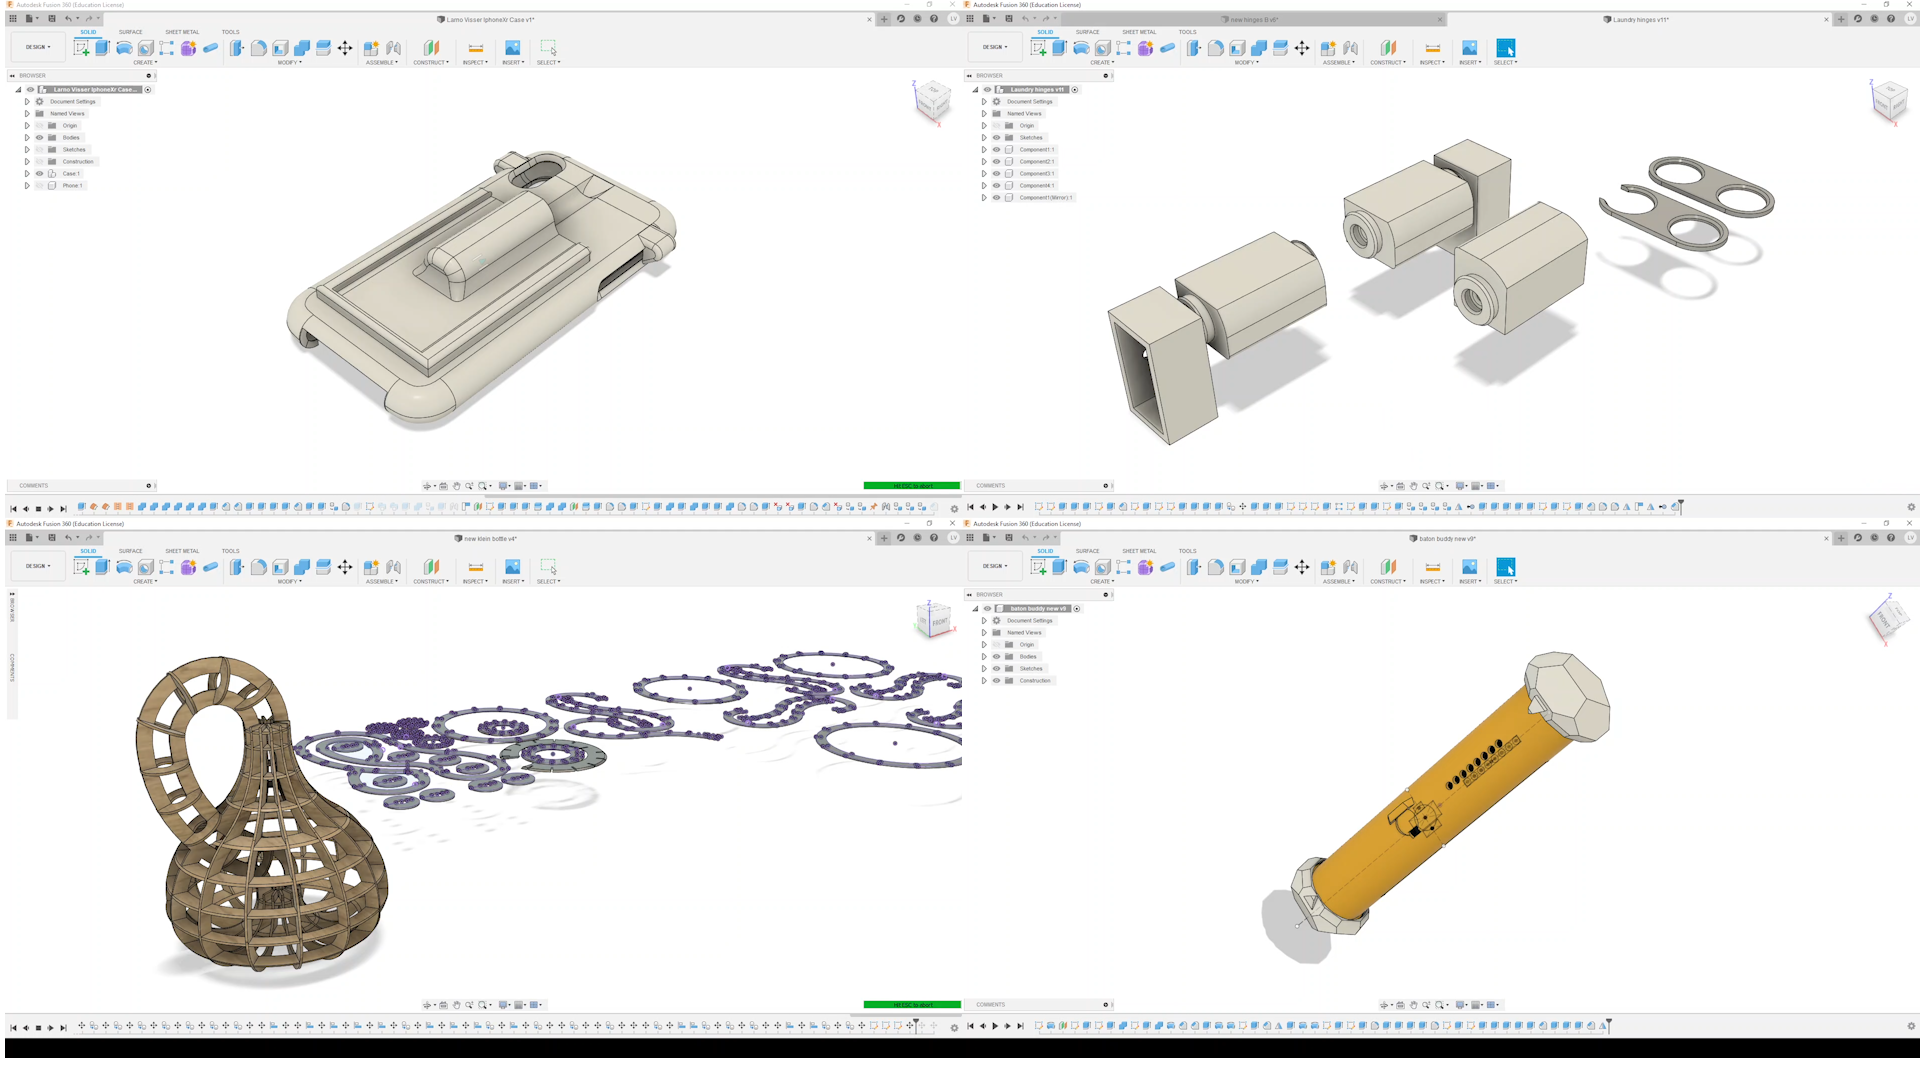 Autodesk Fusion 360 (Education License)
Larno Visser IphoneXr Case v1*
LV
DESIGN
SOLID SURFACE SHEET METAL TOOLS
CREATE MODIFY ASSEMBLE CONSTRUCT INSPECT INSERT SELECT
BROWSER
Larno Visser IphoneXr Case...
Document Settings
Named Views
Origin
Bodies
Sketches
Construction
Case:1
Phone:1
COMMENTS
Hit ESC to abort
Autodesk Fusion 360 (Education License)
new hinges B v6*
Laundry hinges v11*
LV
DESIGN
SOLID SURFACE SHEET METAL TOOLS
CREATE MODIFY ASSEMBLE CONSTRUCT INSPECT INSERT SELECT
BROWSER
Laundry hinges v11
Document Settings
Named Views
Origin
Sketches
Component1:1
Component2:1
Component3:1
Component4:1
Component1(Mirror):1
COMMENTS
Autodesk Fusion 360 (Education License)
new klein bottle v4*
LV
DESIGN
SOLID SURFACE SHEET METAL TOOLS
CREATE MODIFY ASSEMBLE CONSTRUCT INSPECT INSERT SELECT
BROWSER
COMMENTS
FRONT
Hit ESC to abort
Autodesk Fusion 360 (Education License)
baton buddy new v9*
LV
DESIGN
SOLID SURFACE SHEET METAL TOOLS
CREATE MODIFY ASSEMBLE CONSTRUCT INSPECT INSERT SELECT
BROWSER
baton buddy new v9
Document Settings
Named Views
Origin
Bodies
Sketches
Construction
FRONT
COMMENTS